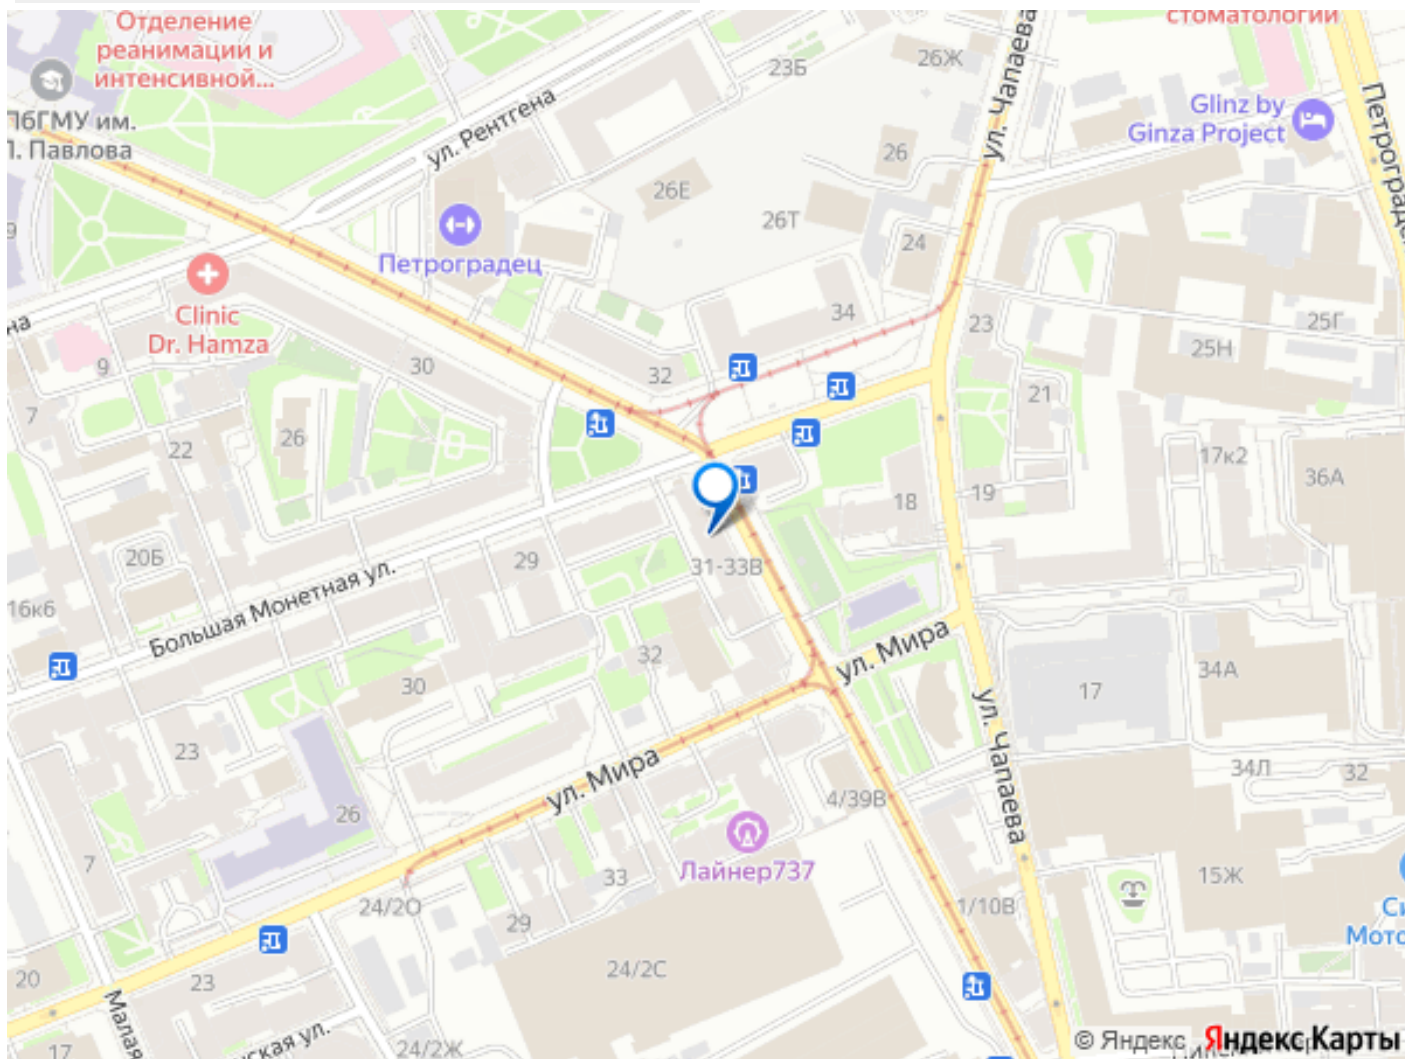 Отделение
реанимации и
интенсивной...
стоматологии
23Б
26Ж
ул. Чапаева
Петроградс
Glinz by
Ginza Project
ПбГМУ им.
Павлова
ул. Рентгена
26
26Е
26Т
24
9
Петроградец
Clinic
Dr. Hamza
на
34
23
25Г
25Н
9
30
32
21
7
22
26
17к2
36А
18
19
20Б
29
31-33В
16к6
Большая Монетная ул.
32
ул. Мира
30
17
34А
ул. Чапаева
23
ул. Мира
34Л
32
4/39В
26
7
Лайнер737
33
15Ж
24/2О
29
1/10В
Си
Мото
24/2С
20
23
Малая
ская ул.
17
24/2Ж
© Яндекс Яндекс Карты